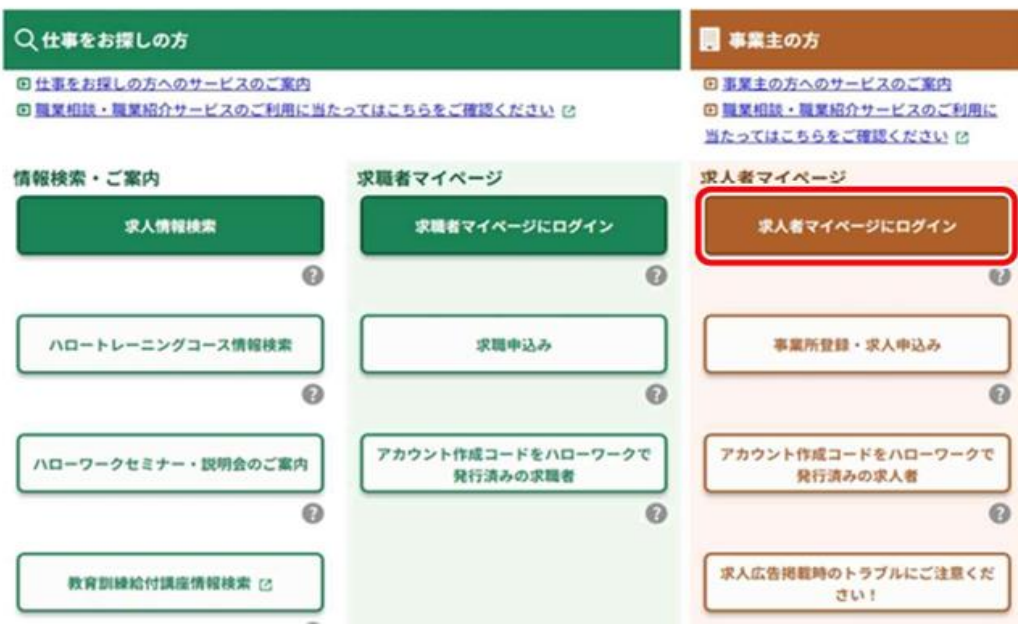 仕事をお探しの方
仕事をお探しの方へのサービスのご案内
職業相談・職業紹介サービスのご利用に当たってはこちらをご確認ください
情報検索・ご案内
求人情報検索
ハロートレーニングコース情報検索
ハローワークセミナー・説明会のご案内
教育訓練給付講座情報検索
求職者マイページ
求職者マイページにログイン
求職申込み
アカウント作成コードをハローワークで
発行済みの求職者
事業主の方
事業主の方へのサービスのご案内
職業相談・職業紹介サービスのご利用に
当たってはこちらをご確認ください
求人者マイページ
求人者マイページにログイン
事業所登録・求人申込み
アカウント作成コードをハローワークで
発行済みの求人者
求人広告掲載時のトラブルにご注意くだ
さい！